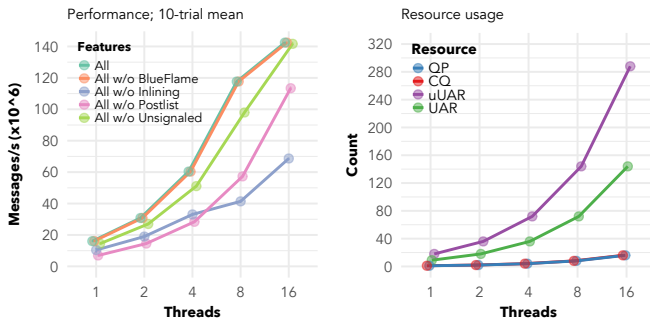 Performance; 10-trial mean
Messages/s (x10^6)
140
120
100
80
60
40
20
0
Features
All
All w/o BlueFlame
All w/o Inlining
All w/o Postlist
All w/o Unsignaled
1 2 4 8 16
Threads
Resource usage
Count
320
280
240
200
160
120
80
40
0
Resource
QP
CQ
uUAR
UAR
1 2 4 8 16
Threads